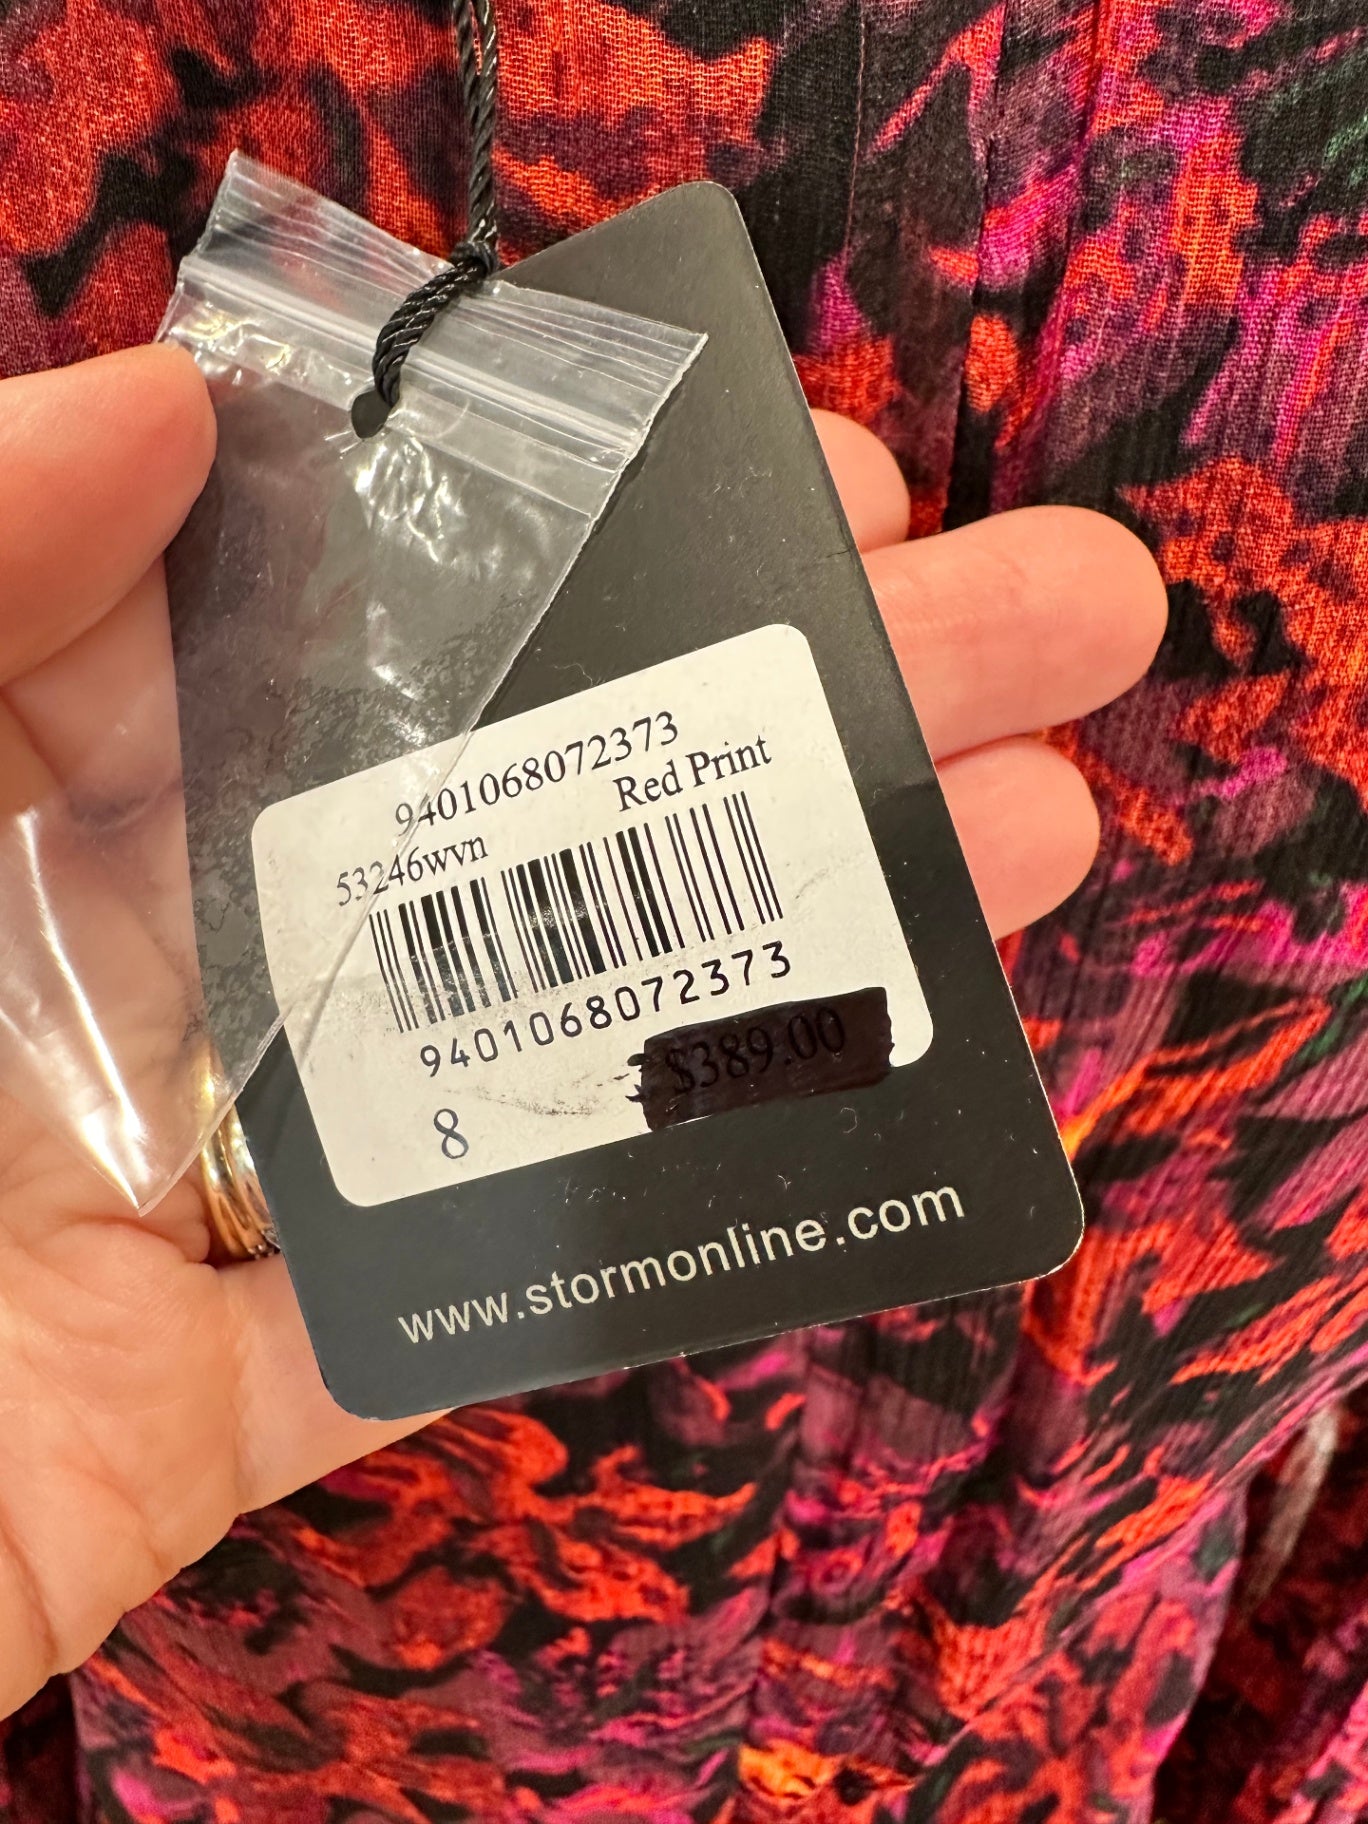 9401068072373
Red Print
53246wvn
9401068072373
$389.00
8
www.stormonline.com